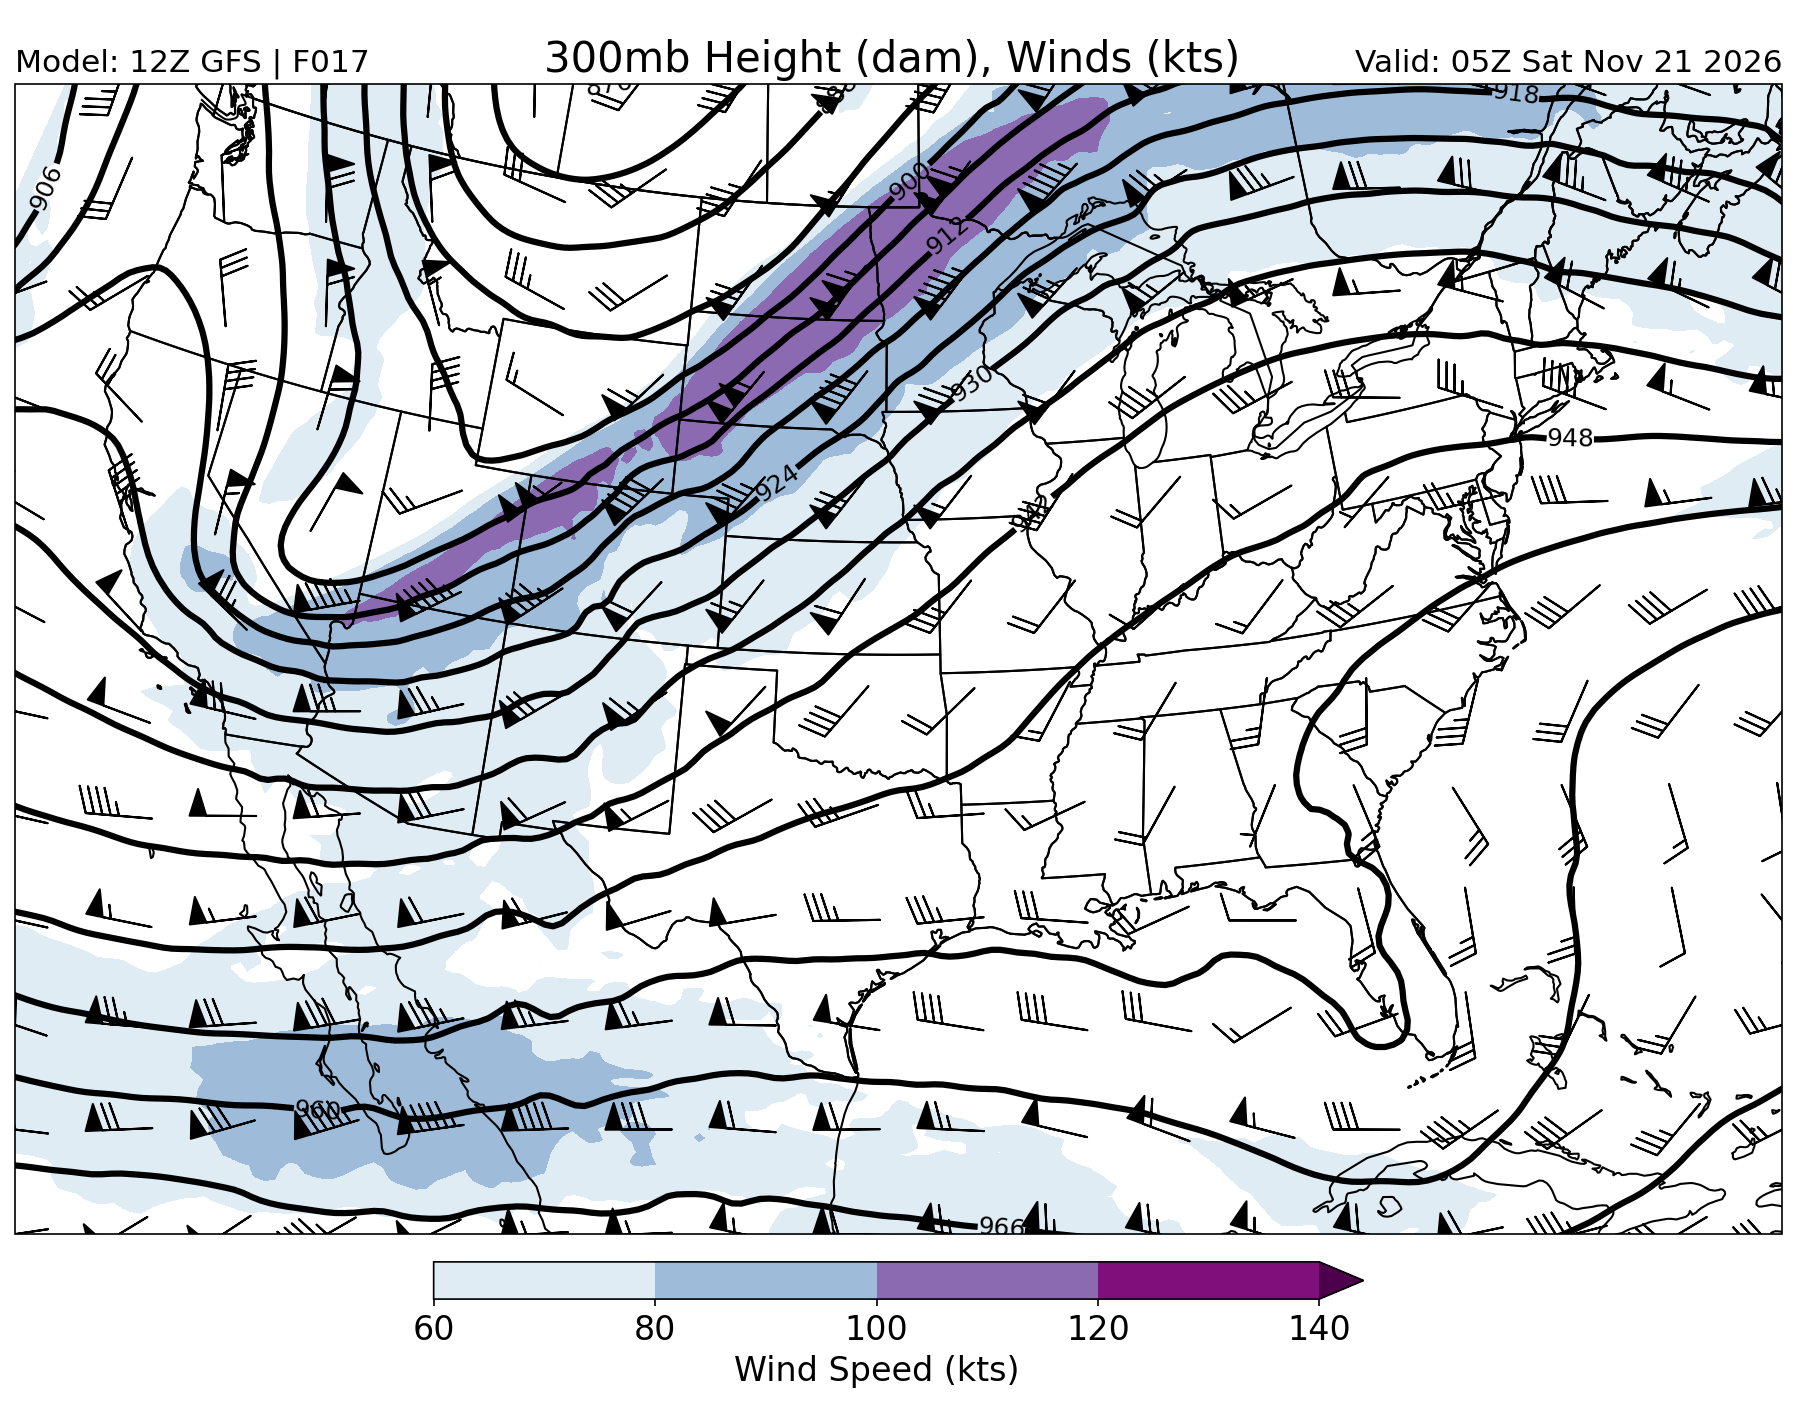 Model: 12Z GFS | F017
300mb Height (dam), Winds (kts)
Valid: 05Z Sat Nov 21 2026
918
906
900
912
930
948
924
942
960
966
60 80 100 120 140
Wind Speed (kts)